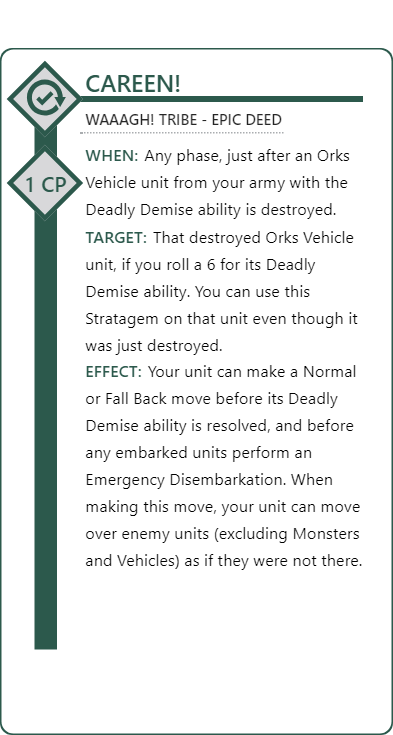 CAREEN!
WAAAGH! TRIBE - EPIC DEED
WHEN: Any phase, just after an Orks
1 CP
Vehicle unit from your army with the
Deadly Demise ability is destroyed.
TARGET: That destroyed Orks Vehicle
unit, if you roll a 6 for its Deadly
Demise ability. You can use this
Stratagem on that unit even though it
was just destroyed.
EFFECT: Your unit can make a Normal
or Fall Back move before its Deadly
Demise ability is resolved, and before
any embarked units perform an
Emergency Disembarkation. When
making this move, your unit can move
over enemy units (excluding Monsters
and Vehicles) as if they were not there.